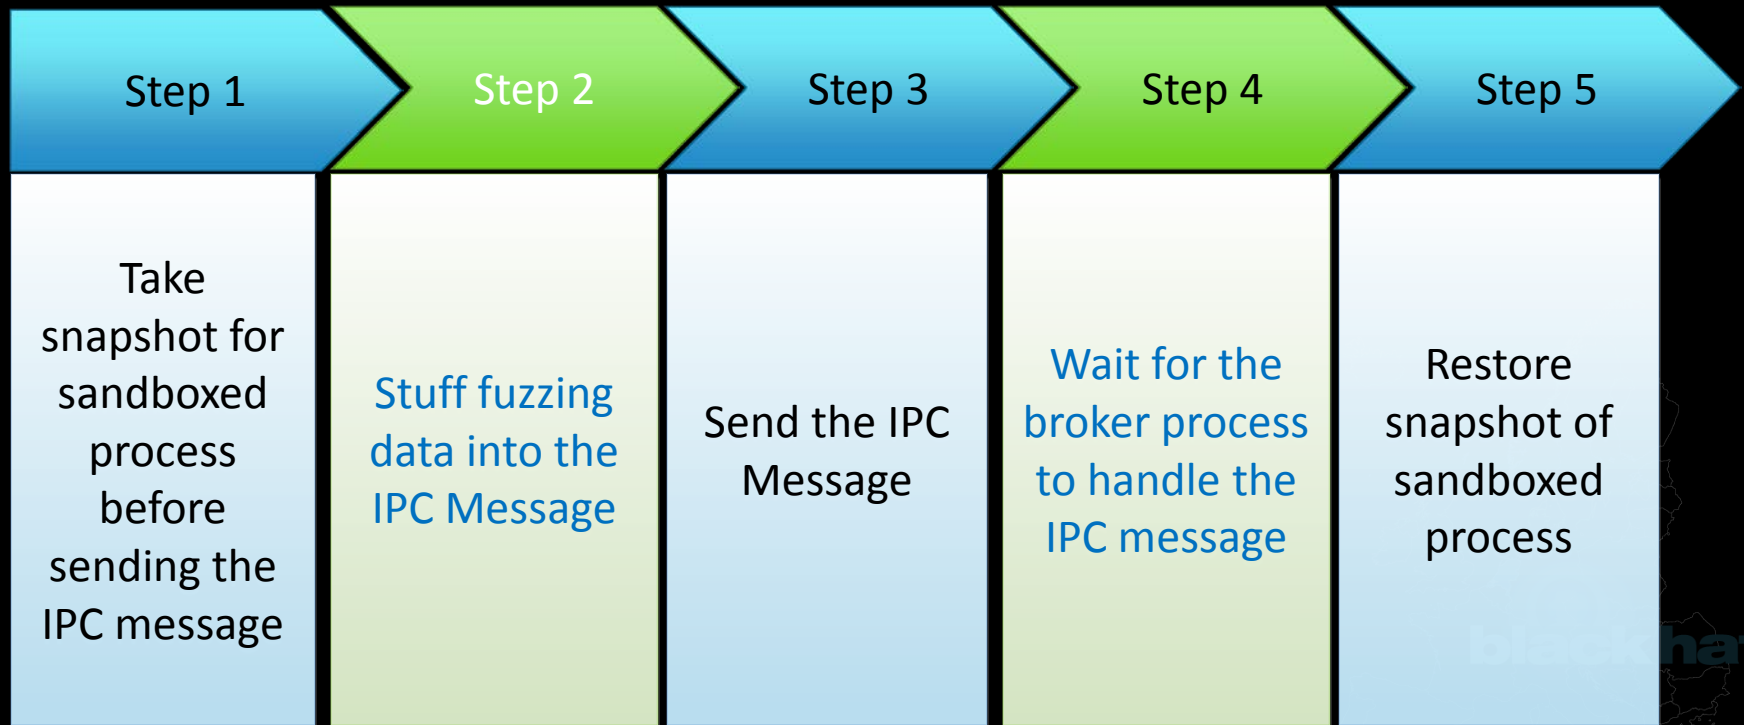 Step 1
Step 2
Step 3
Step 4
Step 5
Take
snapshot for
sandboxed
process
before
sending the
IPC message
Stuff fuzzing
data into the
IPC Message
Send the IPC
Message
Wait for the
broker process
to handle the
IPC message
Restore
snapshot of
sandboxed
process
black hat